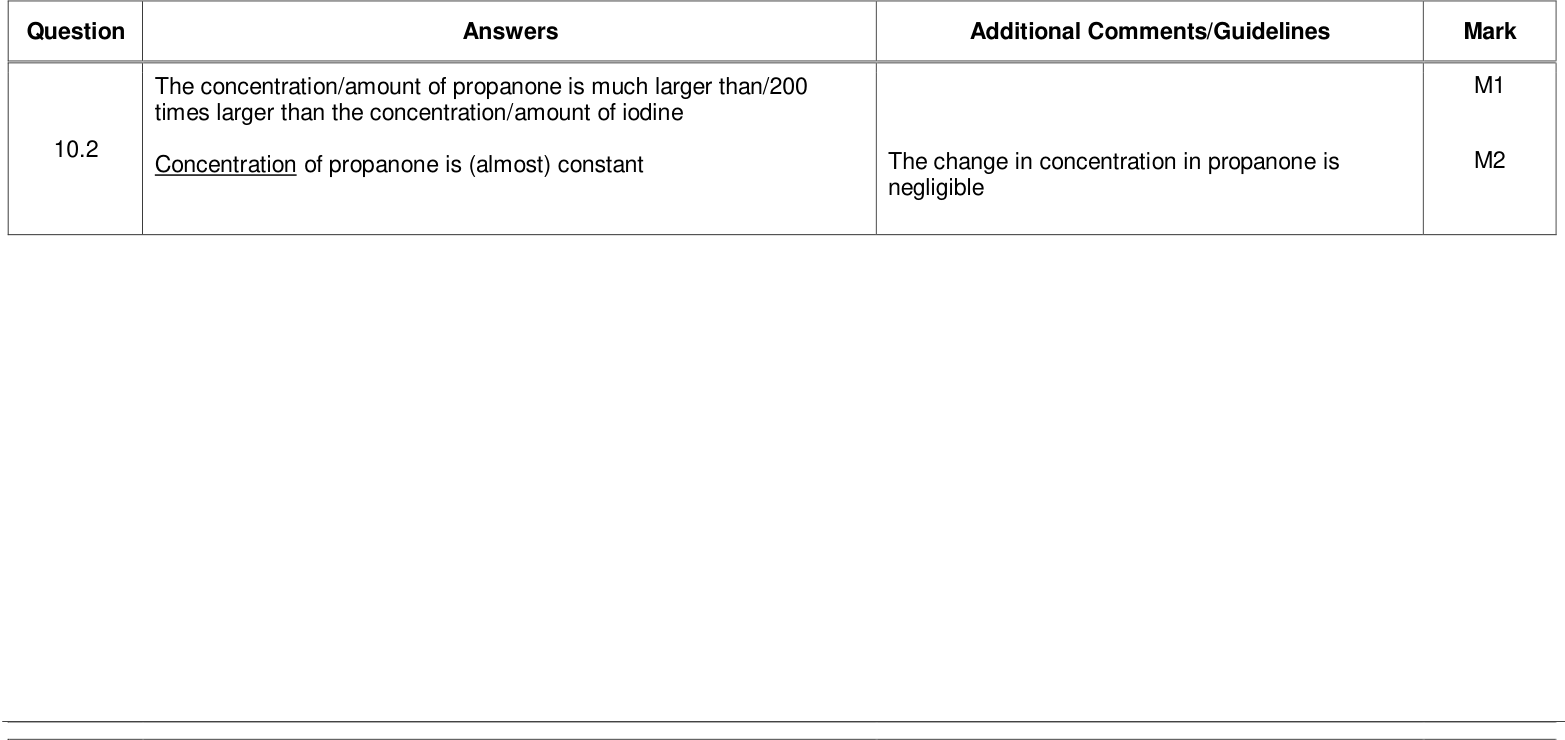 Question Answers Additional Comments/Guidelines Mark
10.2
The concentration/amount of propanone is much larger than/200
times larger than the concentration/amount of iodine
M1
Concentration of propanone is (almost) constant
The change in concentration in propanone is
negligible
M2